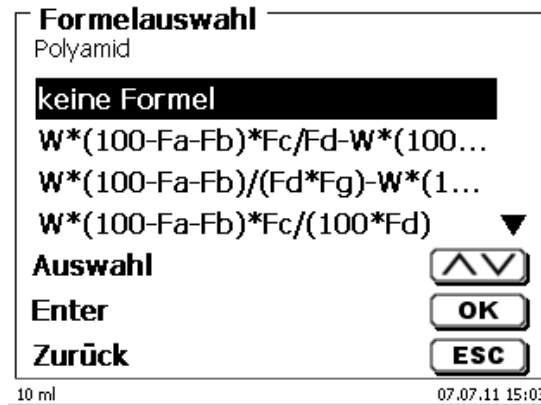 Formelauswahl
Polyamid
keine Formel
W*(100-Fa-Fb)*Fc/Fd-W*(100...
W*(100-Fa-Fb)/(Fd*Fg)-W*(1...
W*(100-Fa-Fb)*Fc/(100*Fd)
Auswahl
Enter OK
Zurück ESC
10 ml 07.07.11 15:03